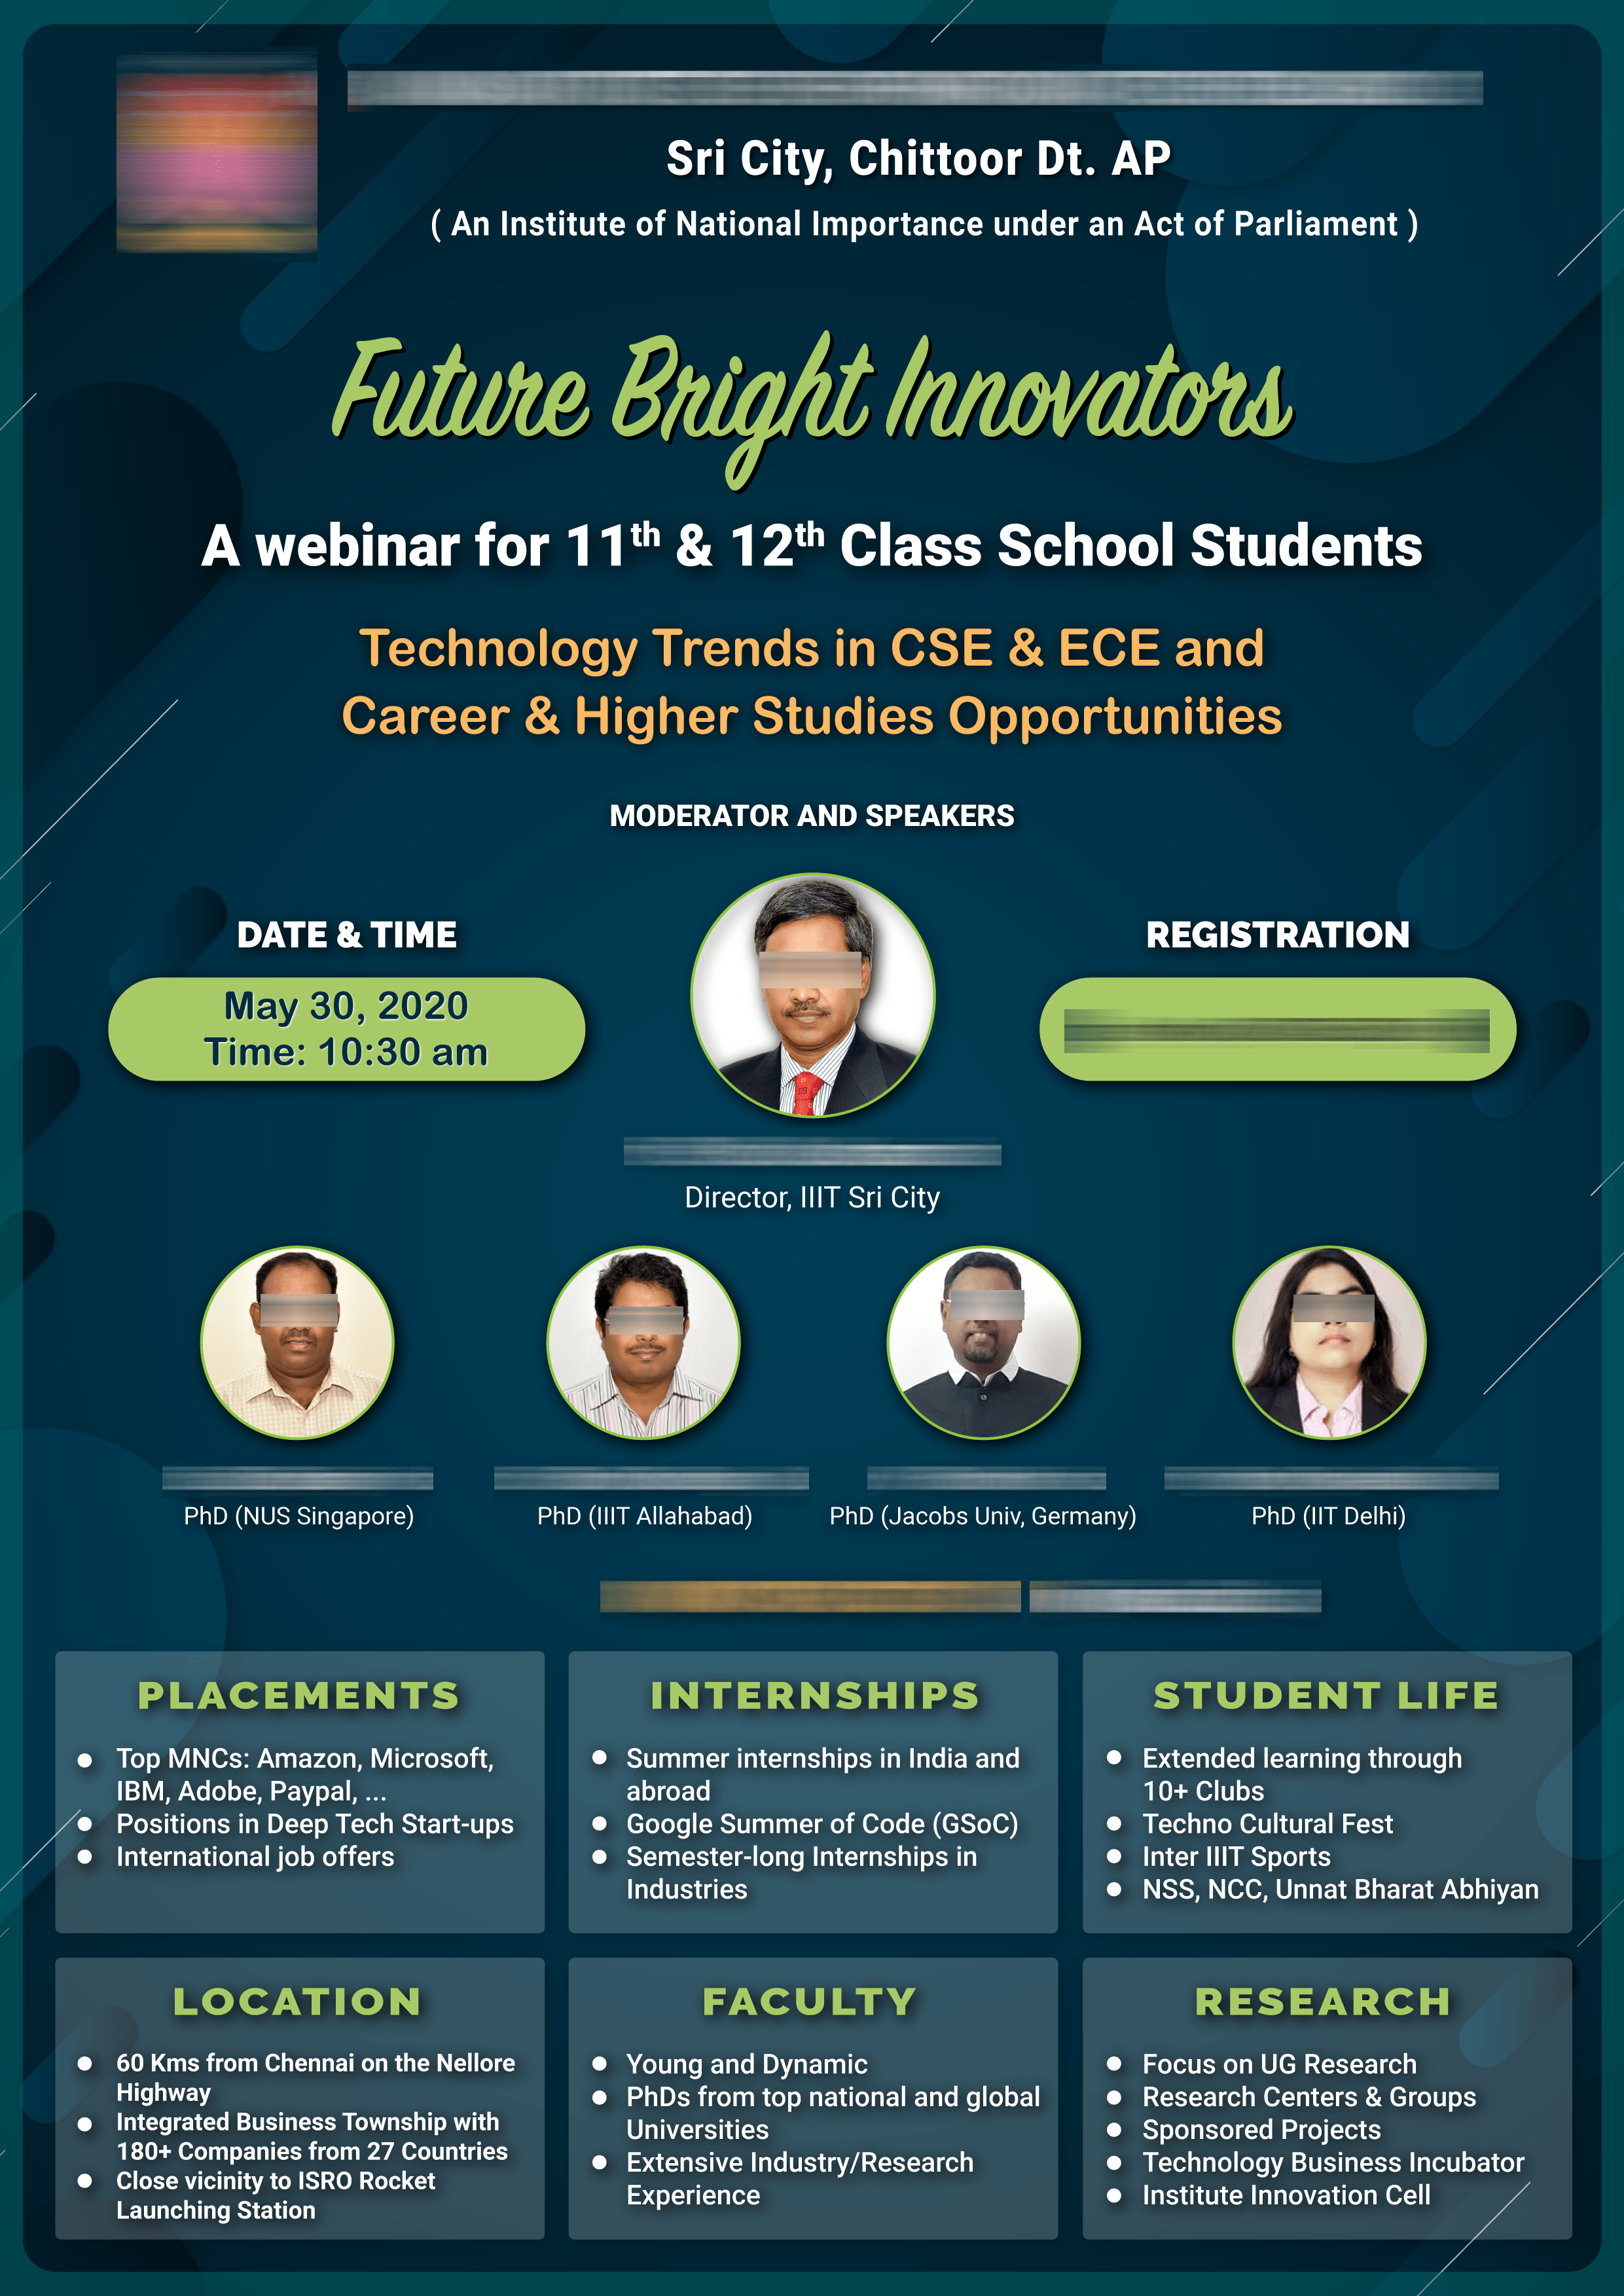 Sri City, Chittoor Dt. AP
( An Institute of National Importance under an Act of Parliament )
Future Bright Innovators
A webinar for 11th & 12th Class School Students
Technology Trends in CSE & ECE and
Career & Higher Studies Opportunities
MODERATOR AND SPEAKERS
DATE & TIME
May 30, 2020
Time: 10:30 am
REGISTRATION
Director, IIIT Sri City
PhD (NUS Singapore)
PhD (IIIT Allahabad)
PhD (Jacobs Univ, Germany)
PhD (IIT Delhi)
PLACEMENTS
● Top MNCs: Amazon, Microsoft,
IBM, Adobe, Paypal, ...
● Positions in Deep Tech Start-ups
● International job offers
INTERNSHIPS
● Summer internships in India and
abroad
● Google Summer of Code (GSoC)
● Semester-long Internships in
Industries
STUDENT LIFE
● Extended learning through
10+ Clubs
● Techno Cultural Fest
● Inter IIIT Sports
● NSS, NCC, Unnat Bharat Abhiyan
LOCATION
● 60 Kms from Chennai on the Nellore
Highway
● Integrated Business Township with
180+ Companies from 27 Countries
● Close vicinity to ISRO Rocket
Launching Station
FACULTY
● Young and Dynamic
● PhDs from top national and global
Universities
● Extensive Industry/Research
Experience
RESEARCH
● Focus on UG Research
● Research Centers & Groups
● Sponsored Projects
● Technology Business Incubator
● Institute Innovation Cell